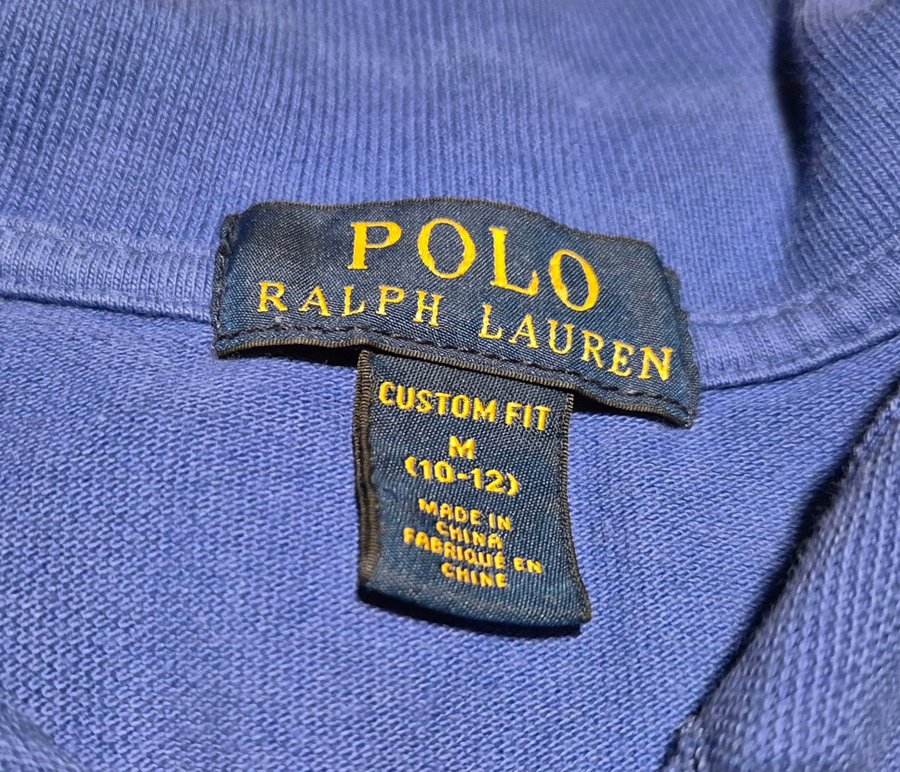 POLO
RALPH LAUREN
CUSTOM FIT
M
(10-12)
MADE IN
CHINA
FABRIQUÉ EN
CHINE